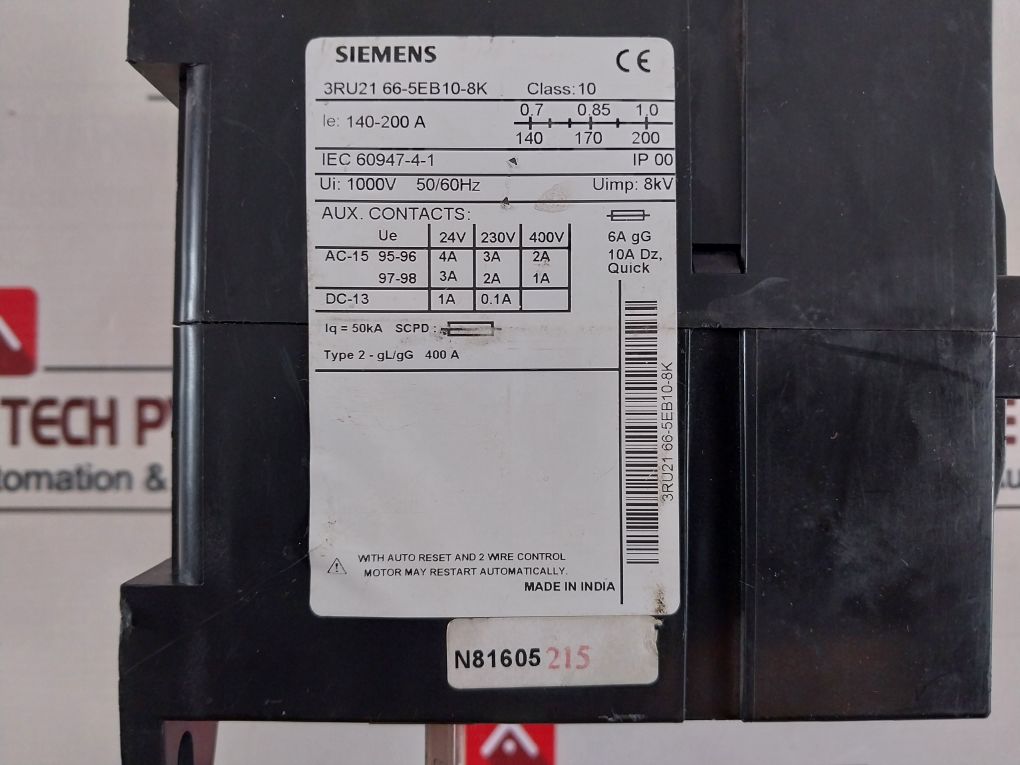 SIEMENS
CE
3RU21 66-5EB10-8K Class: 10
Ie: 140-200 A
0.7 0.85 1.0
140 170 200
IEC 60947-4-1 IP 00
Ui: 1000V 50/60Hz Uimp: 8kV
AUX. CONTACTS:
Ue 24V 230V 400V
AC-15 95-96 4A 3A 2A
97-98 3A 2A 1A
DC-13 1A 0.1A
6A gG
10A Dz,
Quick
Iq = 50kA SCPD :
Type 2 - gL/gG 400 A
3RU21 66-5EB10-8K
WITH AUTO RESET AND 2 WIRE CONTROL
MOTOR MAY RESTART AUTOMATICALLY.
MADE IN INDIA
N81605 215
TECH
tomation &